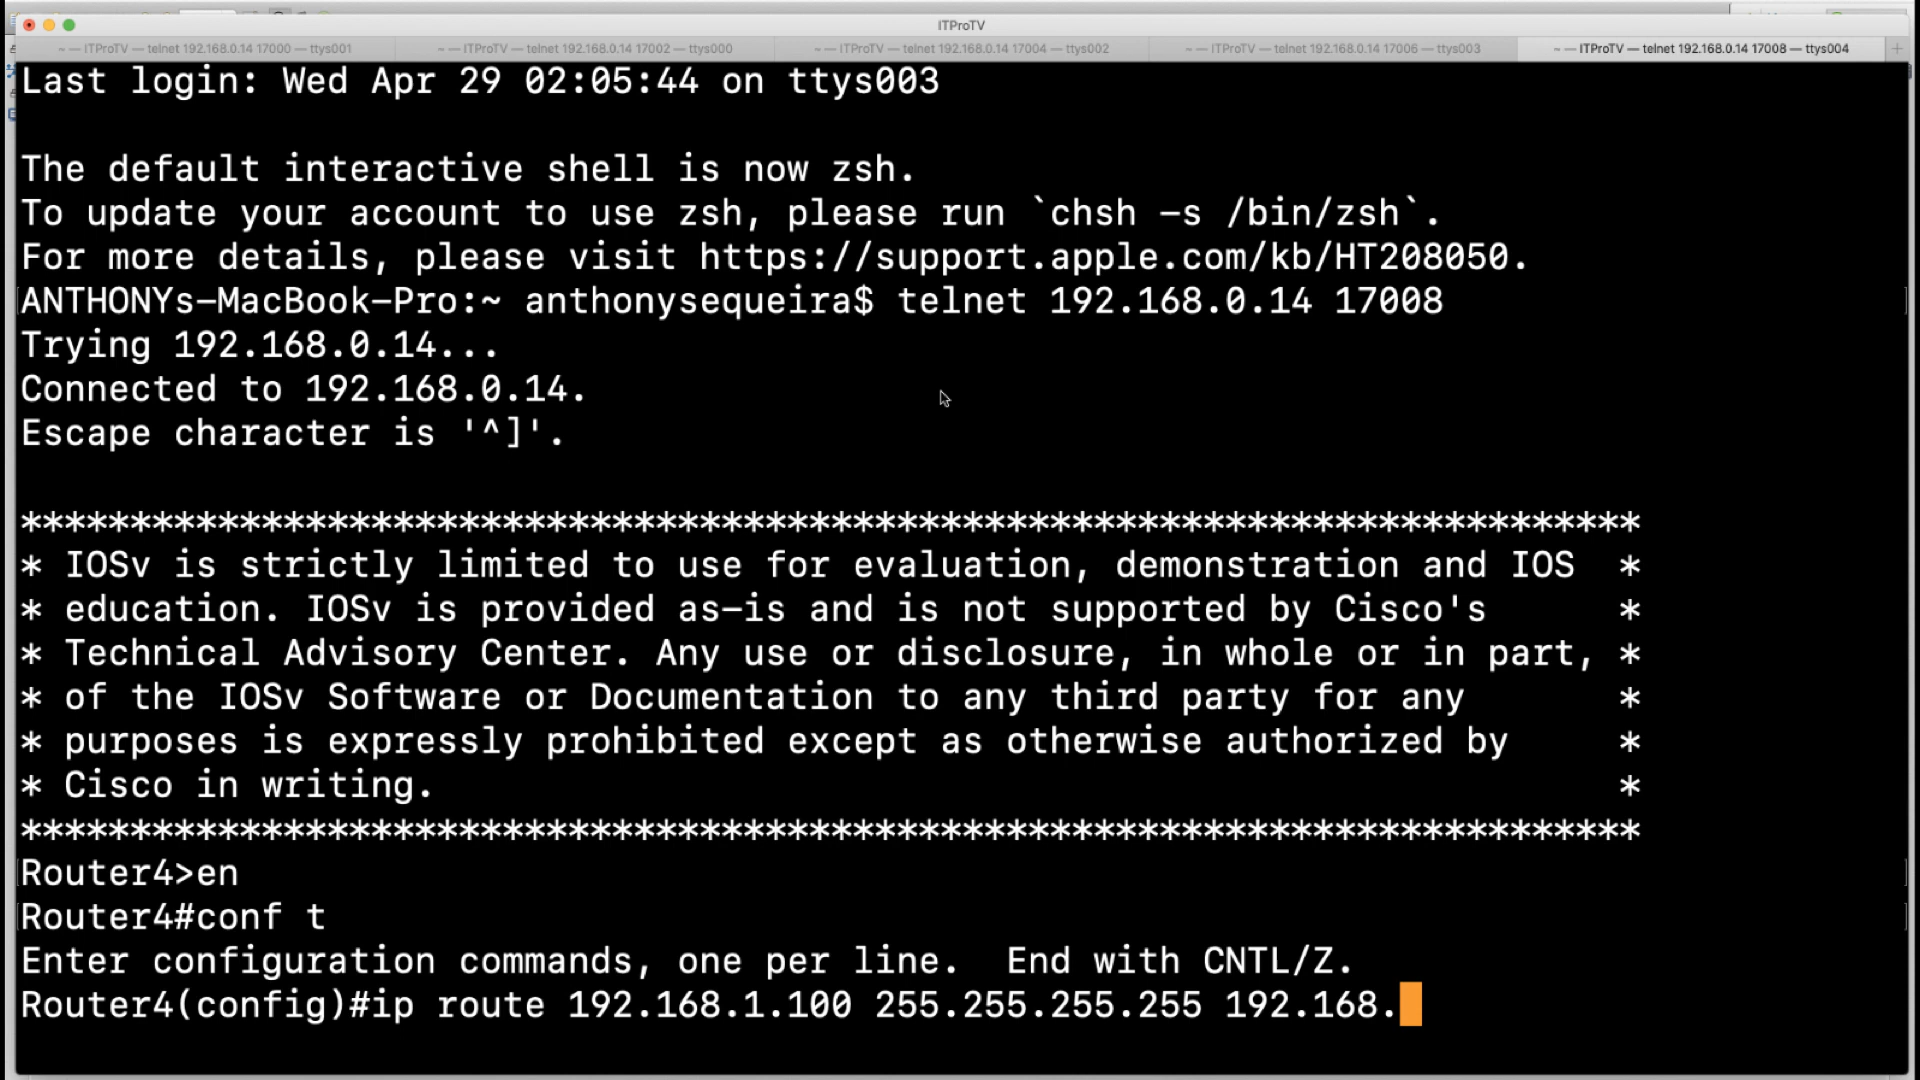 ITProTV
~ — ITProTV — telnet 192.168.0.14 17000 — ttys001
~ — ITProTV — telnet 192.168.0.14 17002 — ttys000
~ — ITProTV — telnet 192.168.0.14 17004 — ttys002
~ — ITProTV — telnet 192.168.0.14 17006 — ttys003
~ — ITProTV — telnet 192.168.0.14 17008 — ttys004
Last login: Wed Apr 29 02:05:44 on ttys003
The default interactive shell is now zsh.
To update your account to use zsh, please run `chsh -s /bin/zsh`.
For more details, please visit https://support.apple.com/kb/HT208050.
ANTHONYs-MacBook-Pro:~ anthonysequeira$ telnet 192.168.0.14 17008
Trying 192.168.0.14...
Connected to 192.168.0.14.
Escape character is '^]'.
**************************************************************************
* IOSv is strictly limited to use for evaluation, demonstration and IOS  *
* education. IOSv is provided as-is and is not supported by Cisco's      *
* Technical Advisory Center. Any use or disclosure, in whole or in part, *
* of the IOSv Software or Documentation to any third party for any       *
* purposes is expressly prohibited except as otherwise authorized by     *
* Cisco in writing.                                                      *
**************************************************************************
Router4>en
Router4#conf t
Enter configuration commands, one per line.  End with CNTL/Z.
Router4(config)#ip route 192.168.1.100 255.255.255.255 192.168.